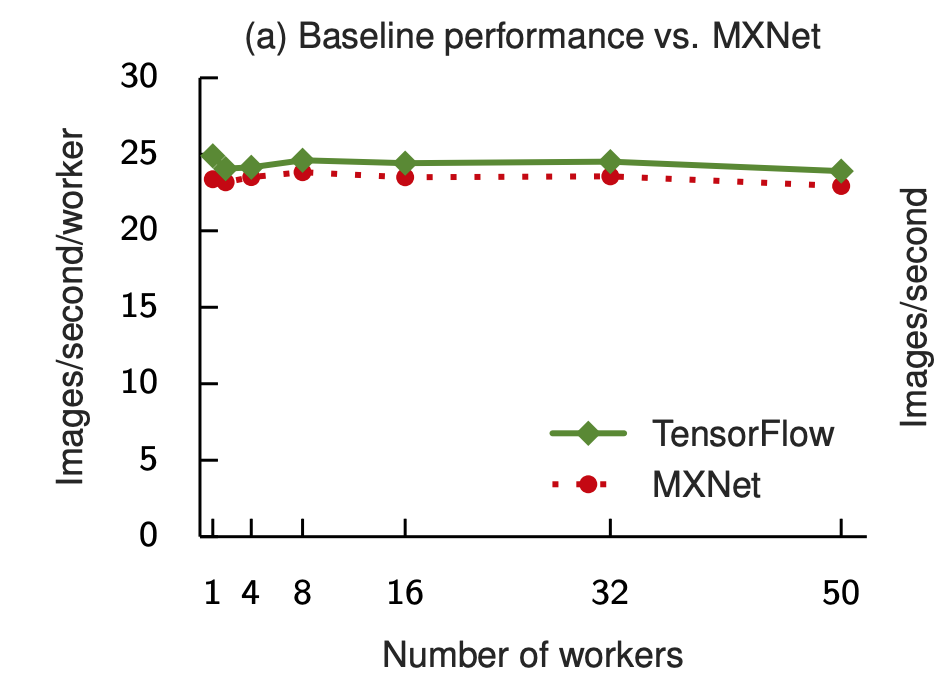 (a) Baseline performance vs. MXNet
Images/second/worker
30
25
20
15
10
5
0
TensorFlow
MXNet
1 4 8 16 32 50
Number of workers
Images/second